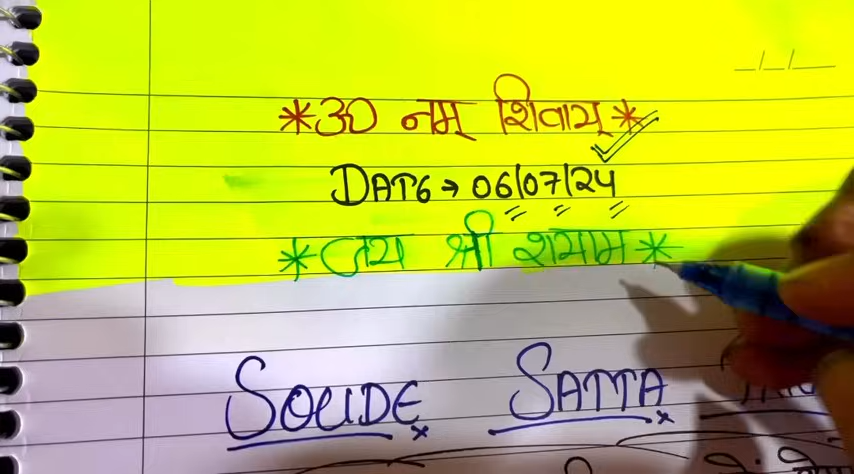 *ॐ नम् शिवाय्*
DATE → 06/07/24
*जय श्री श्याम*
SOLIDE SATTA